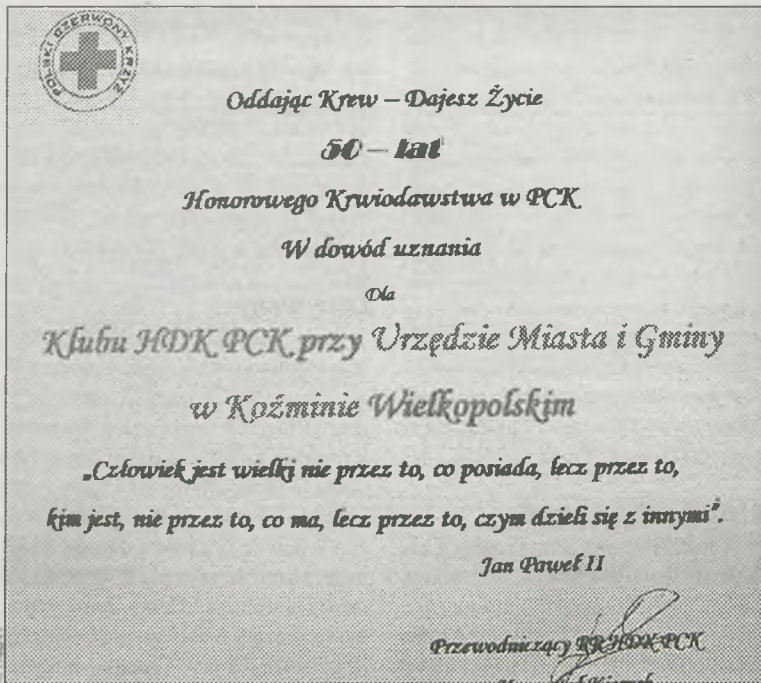 POLSKI CZERWONY KRZYŻ
Oddając Krew – Dajesz Życie
50 – lat
Honorowego Krwiodawstwa w PCK
W dowód uznania
Dla
Klubu HDK PCK przy Urzędzie Miasta i Gminy
w Koźminie Wielkopolskim
„Człowiek jest wielki nie przez to, co posiada, lecz przez to,
kim jest, nie przez to, co ma, lecz przez to, czym dzieli się z innymi”.
Jan Paweł II
Przewodniczący RR HDK PCK